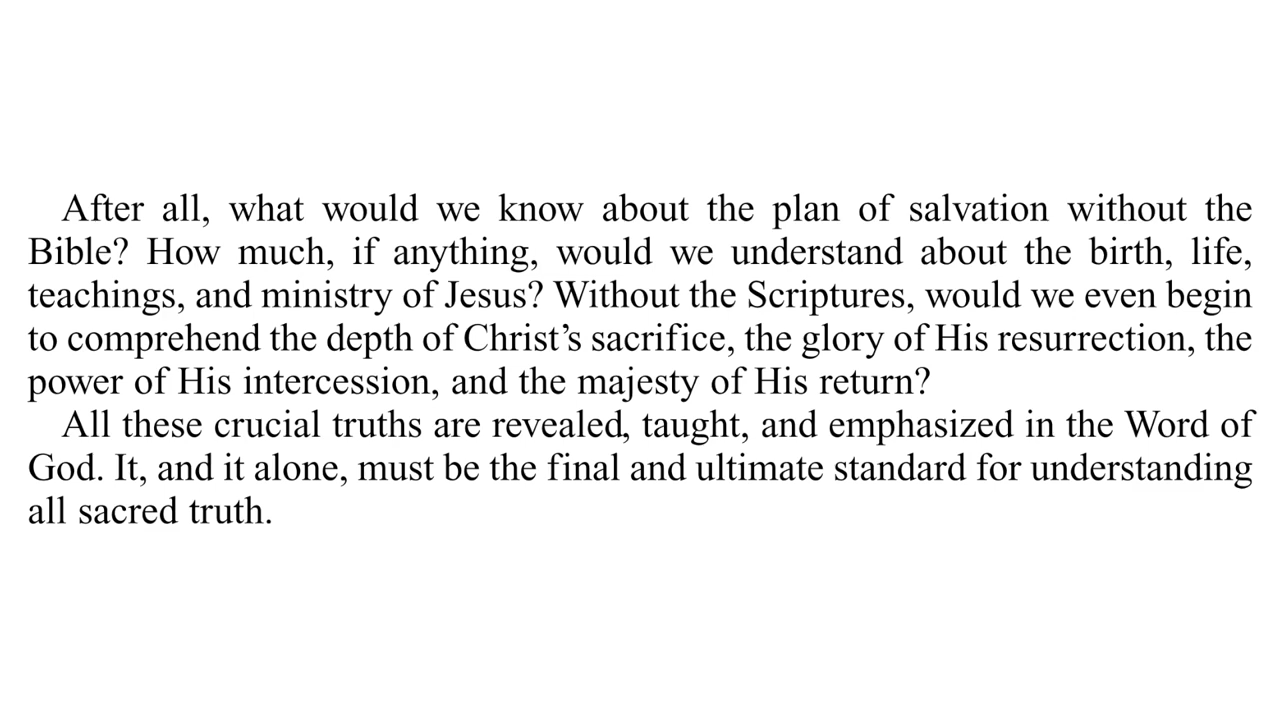 After all, what would we know about the plan of salvation without the
Bible? How much, if anything, would we understand about the birth, life,
teachings, and ministry of Jesus? Without the Scriptures, would we even begin
to comprehend the depth of Christ’s sacrifice, the glory of His resurrection, the
power of His intercession, and the majesty of His return?
All these crucial truths are revealed, taught, and emphasized in the Word of
God. It, and it alone, must be the final and ultimate standard for understanding
all sacred truth.